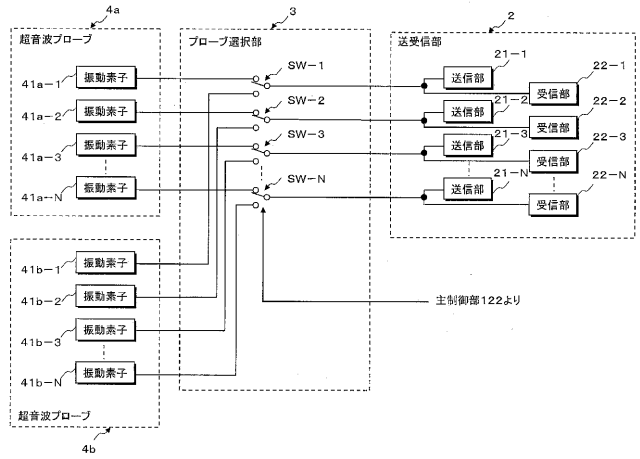 4a
超音波プローブ
41a-1
振動素子
41a-2
振動素子
41a-3
振動素子
41a-N
振動素子
3
プローブ選択部
SW-1
SW-2
SW-3
SW-N
2
送受信部
21-1
送信部
22-1
受信部
21-2
送信部
22-2
受信部
21-3
送信部
22-3
受信部
21-N
送信部
22-N
受信部
41b-1
振動素子
41b-2
振動素子
41b-3
振動素子
41b-N
振動素子
超音波プローブ
4b
主制御部122より